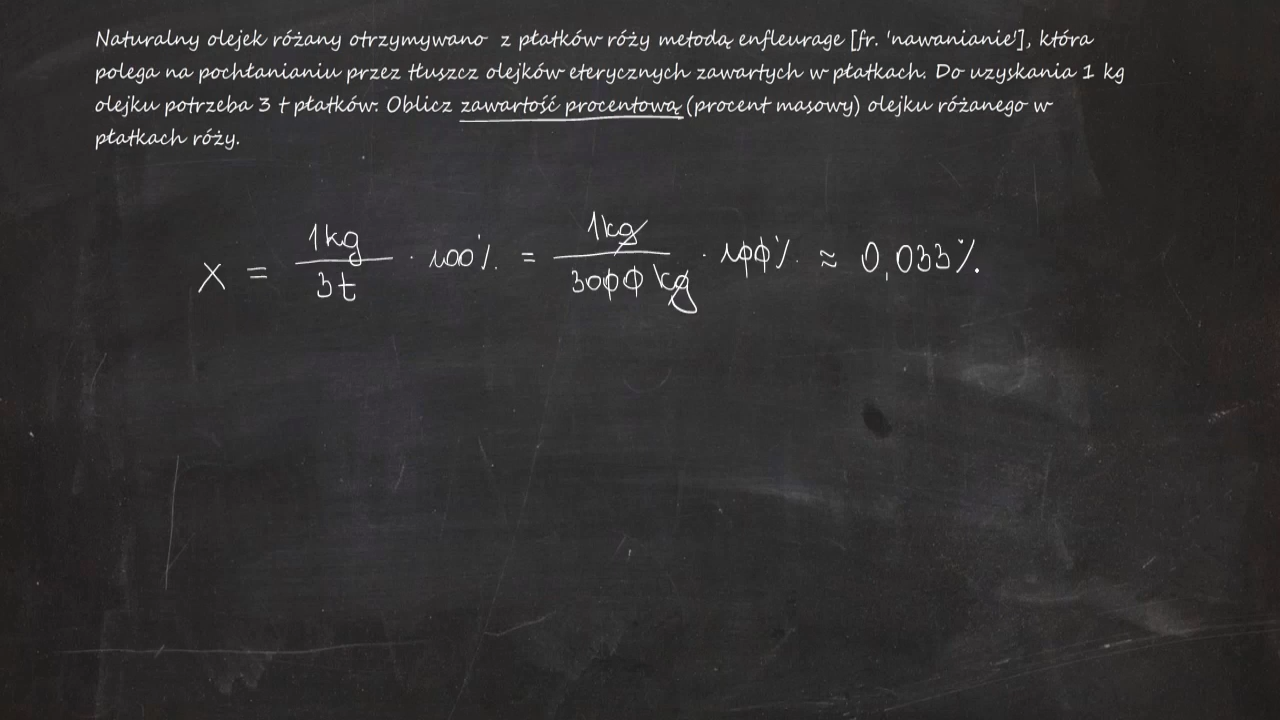 Naturalny olejek różany otrzymywano z płatków róży metodą enfleurage [fr. 'nawanianie'], która
polega na pochłanianiu przez tłuszcz olejków eterycznych zawartych w płatkach. Do uzyskania 1 kg
olejku potrzeba 3 t płatków. Oblicz zawartość procentową (procent masowy) olejku różanego w
płatkach róży.
x = 1kg / 3t · 100% = 1kg / 3000 kg · 100% ≈ 0,033%